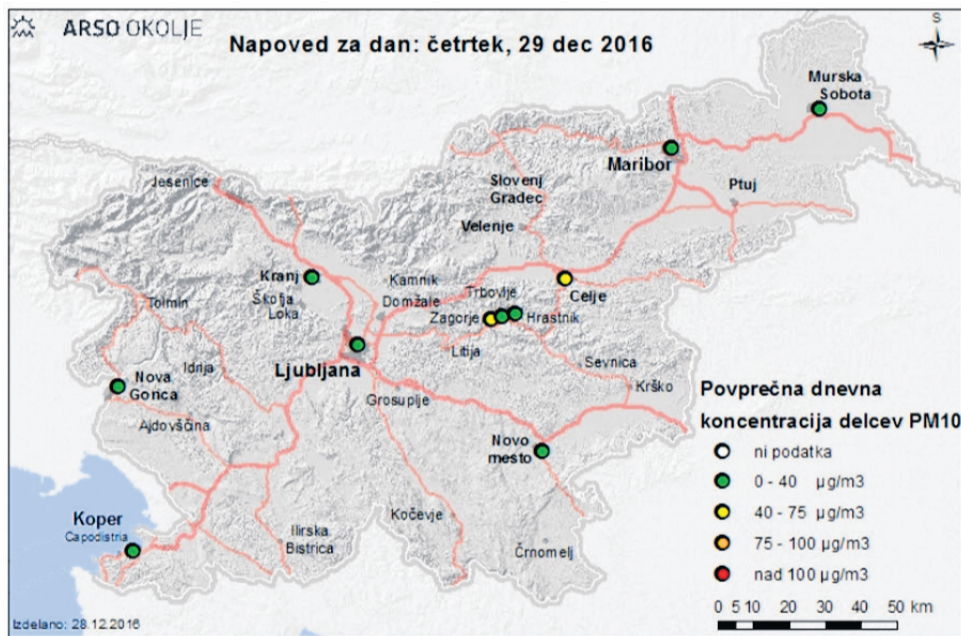 ARSO OKOLJE
Napoved za dan: četrtek, 29 dec 2016
S
Murska
Sobota
Maribor
Jesenice
Slovenj
Gradec
Ptuj
Velenje
Kranj
Kamnik
Celje
Tolmin
Škofja
Loka
Domžale
Trbovlje
Zagorje
Hrastnik
Litija
Ljubljana
Idrija
Sevnica
Nova
Gorica
Krško
Grosuplje
Ajdovščina
Novo
mesto
Koper
Capodistria
Kočevje
Ilirska
Bistrica
Črnomelj
Povprečna dnevna
koncentracija delcev PM10
ni podatka
0 - 40 µg/m3
40 - 75 µg/m3
75 - 100 µg/m3
nad 100 µg/m3
0 5 10 20 30 40 50 km
Izdelano: 28.12.2016